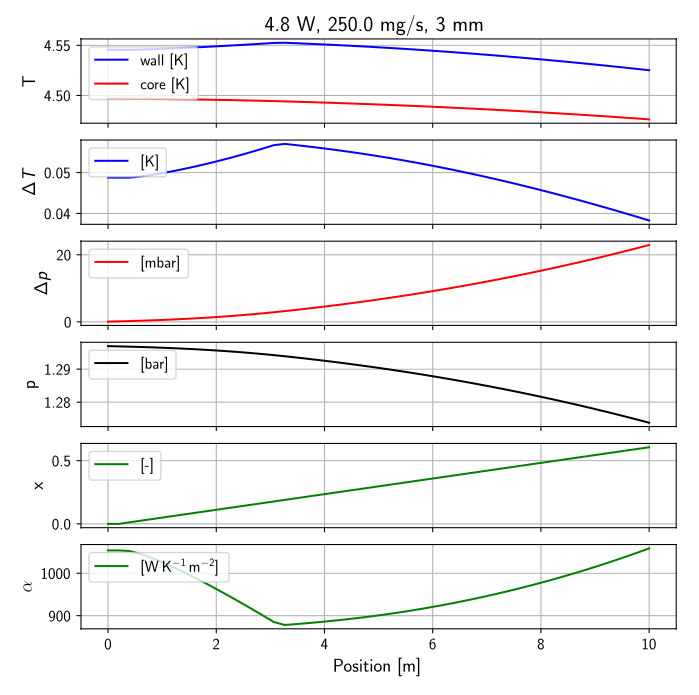 4.8 W, 250.0 mg/s, 3 mm
4.55
4.50
T
wall [K]
core [K]
0.05
0.04
Δ T
[K]
20
0
Δp
[mbar]
1.29
1.28
p
[bar]
0.5
0.0
x
[-]
1000
900
α
[W K⁻¹ m⁻²]
0 2 4 6 8 10
Position [m]